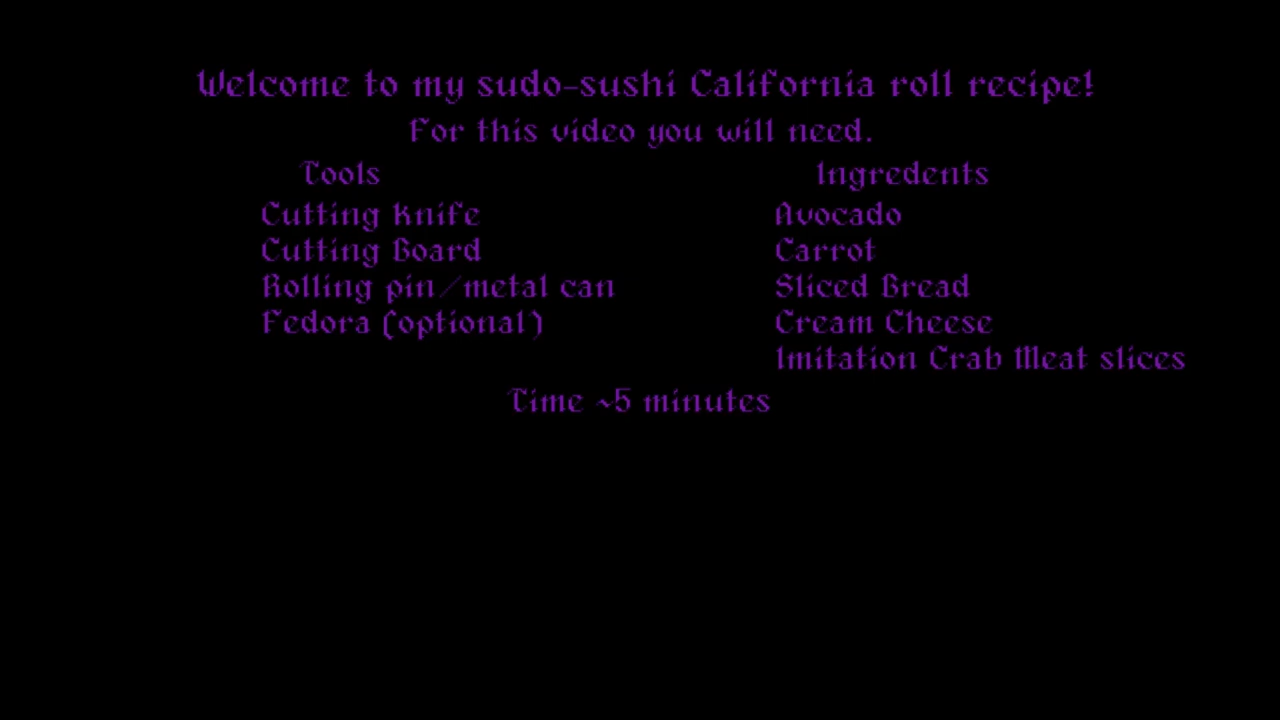 Welcome to my sudo-sushi California roll recipe!
For this video you will need.
Tools
Cutting Knife
Cutting Board
Rolling pin/metal can
Fedora (optional)
Ingredents
Avocado
Carrot
Sliced Bread
Cream Cheese
Imitation Crab Meat slices
Time ~5 minutes